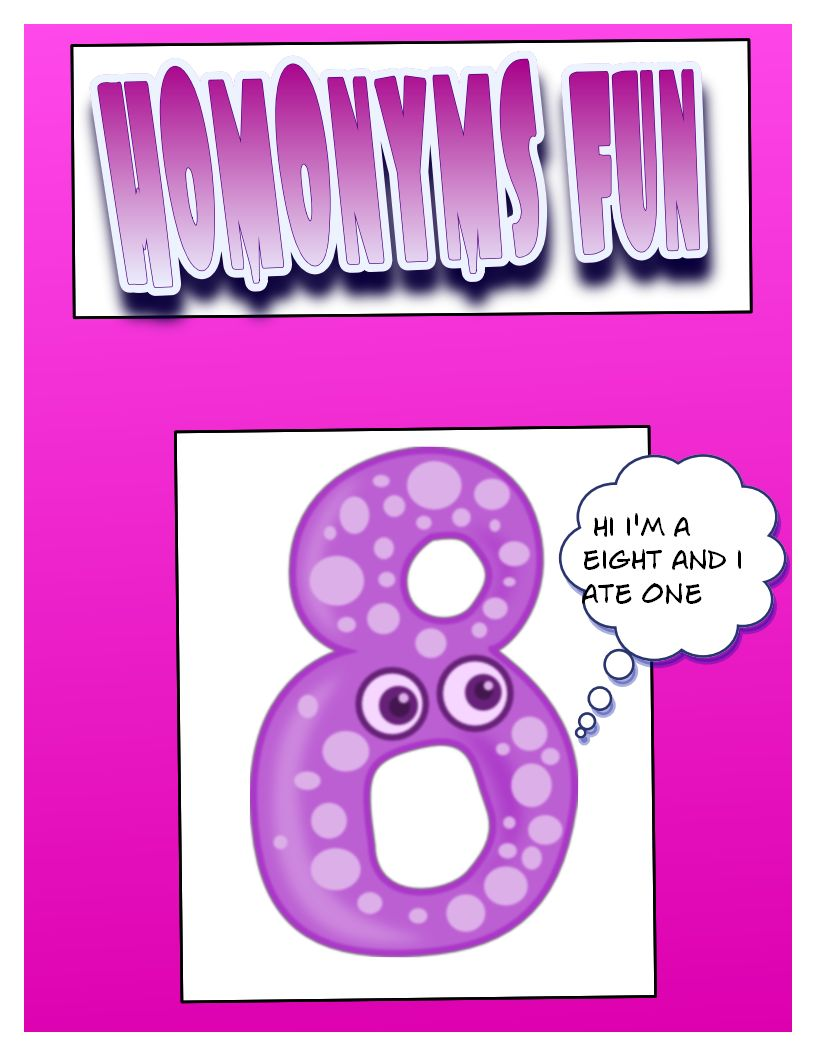 HOMONYMS FUN
HI I'M A
EIGHT AND I
ATE ONE